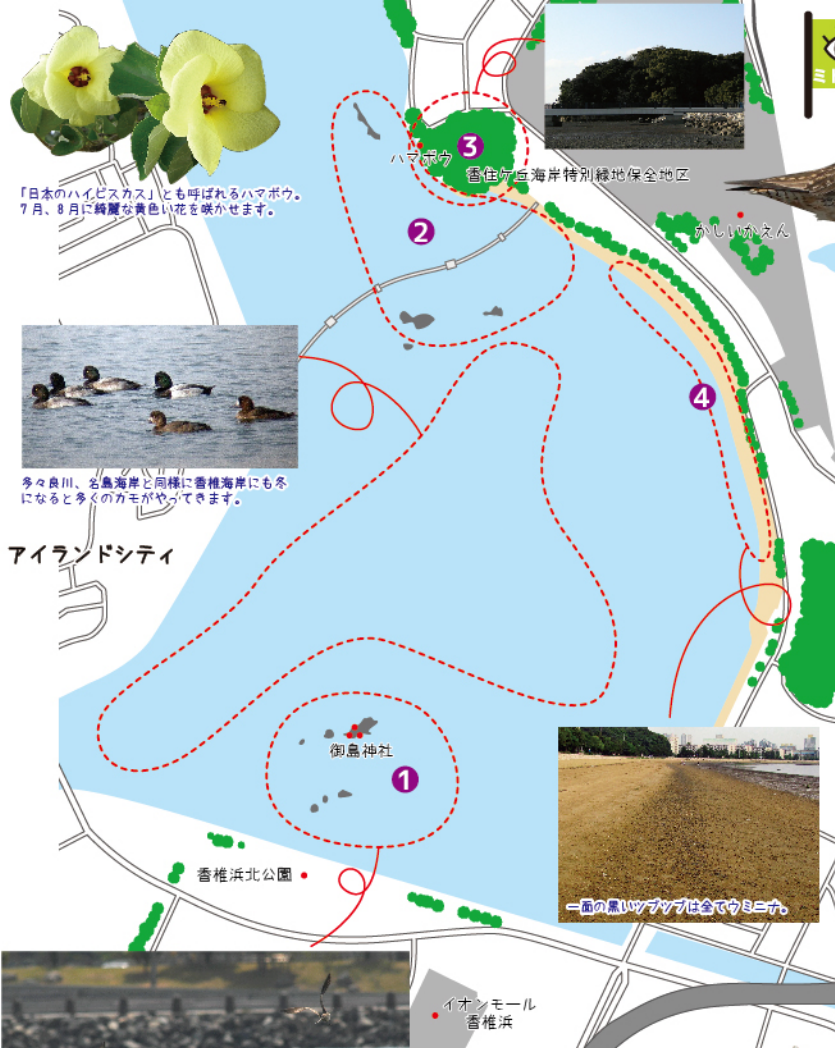 ミ
「日本のハイビスカス」とも呼ばれるハマボウ。
7月、8月に綺麗な黄色い花を咲かせます。
ハマボウ
3
香住ケ丘海岸特別緑地保全地区
かしいかえん
2
4
多々良川、名島海岸と同様に香椎海岸にも冬
になると多くのカモがやってきます。
アイランドシティ
御島神社
1
香椎浜北公園
一面の黒いツブツブは全てウミニナ。
イオンモール
香椎浜